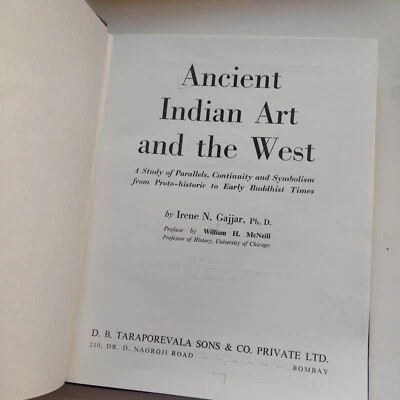 Ancient
Indian Art
and the West
A Study of Parallels, Continuity and Symbolism
from Proto-historic to Early Buddhist Times
by Irene N. Gajjar, Ph. D.
Preface by William H. McNeill
Professor of History, University of Chicago
D. B. TARAPOREVALA SONS & CO. PRIVATE LTD.
210, DR. D. NAOROJI ROAD
BOMBAY